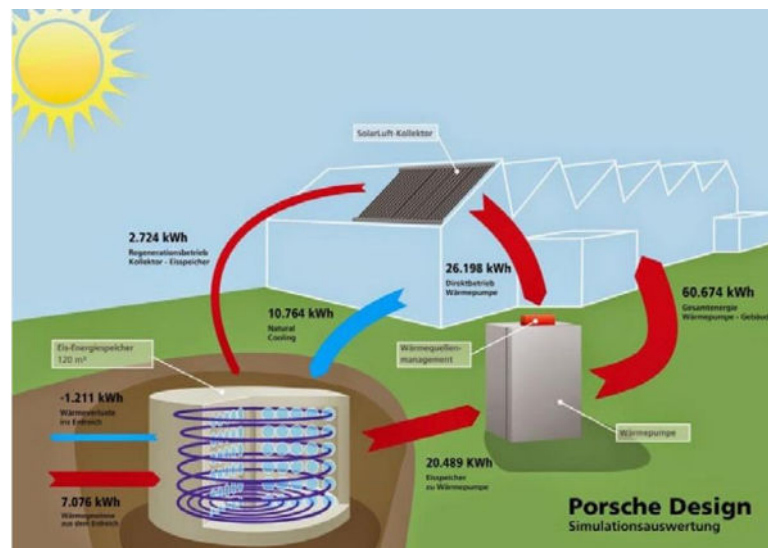 SolarLuft-Kollektor
2.724 kWh
Regenerationsbetrieb
Kollektor - Eisspeicher
26.198 kWh
Direktbetrieb
Wärmepumpe
60.674 kWh
Gesamtenergie
Wärmepumpe - Gebäud
10.764 kWh
Natural
Cooling
Eis-Energiespeicher
120 m³
Wärmequellen-
management
-1.211 kWh
Wärmeverluste
ins Erdreich
Wärmepumpe
20.489 KWh
Eisspeicher
zu Wärmepumpe
7.076 kWh
Wärmegewinne
aus dem Erdreich
Porsche Design
Simulationsauswertung